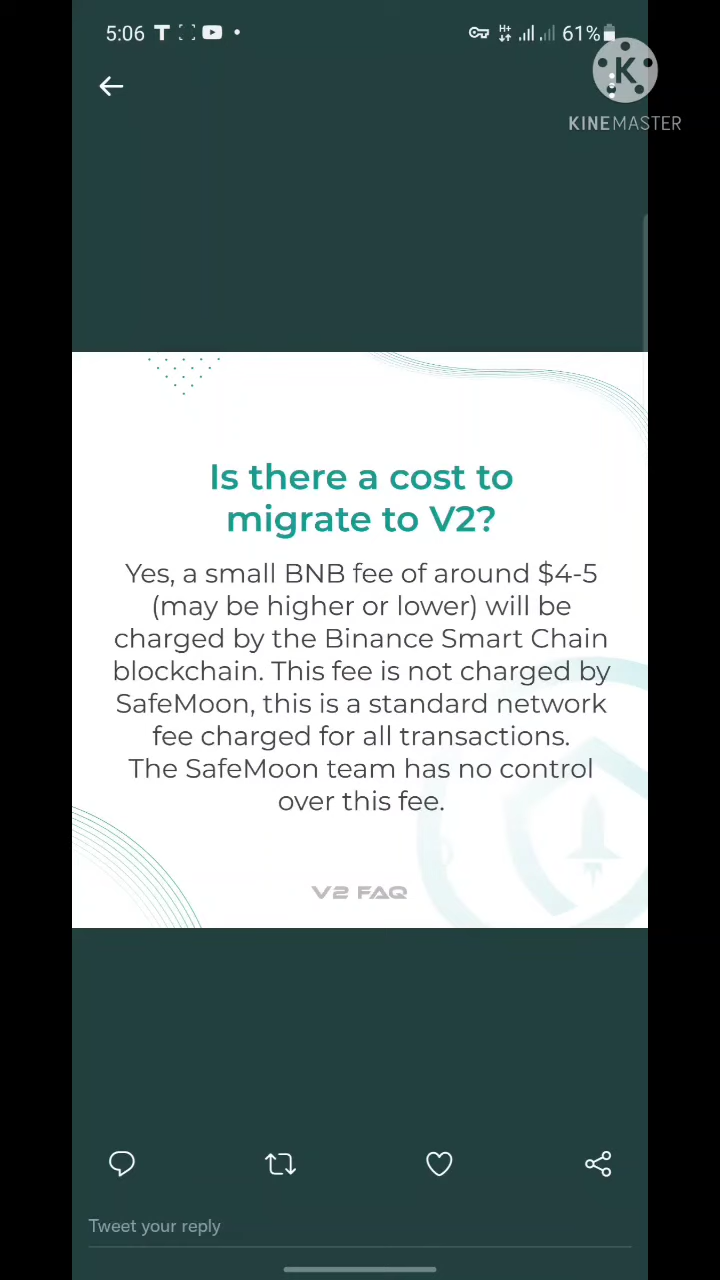 5:06
61%
K
KINEMASTER
Is there a cost to
migrate to V2?
Yes, a small BNB fee of around $4-5
(may be higher or lower) will be
charged by the Binance Smart Chain
blockchain. This fee is not charged by
SafeMoon, this is a standard network
fee charged for all transactions.
The SafeMoon team has no control
over this fee.
V2 FAQ
Tweet your reply